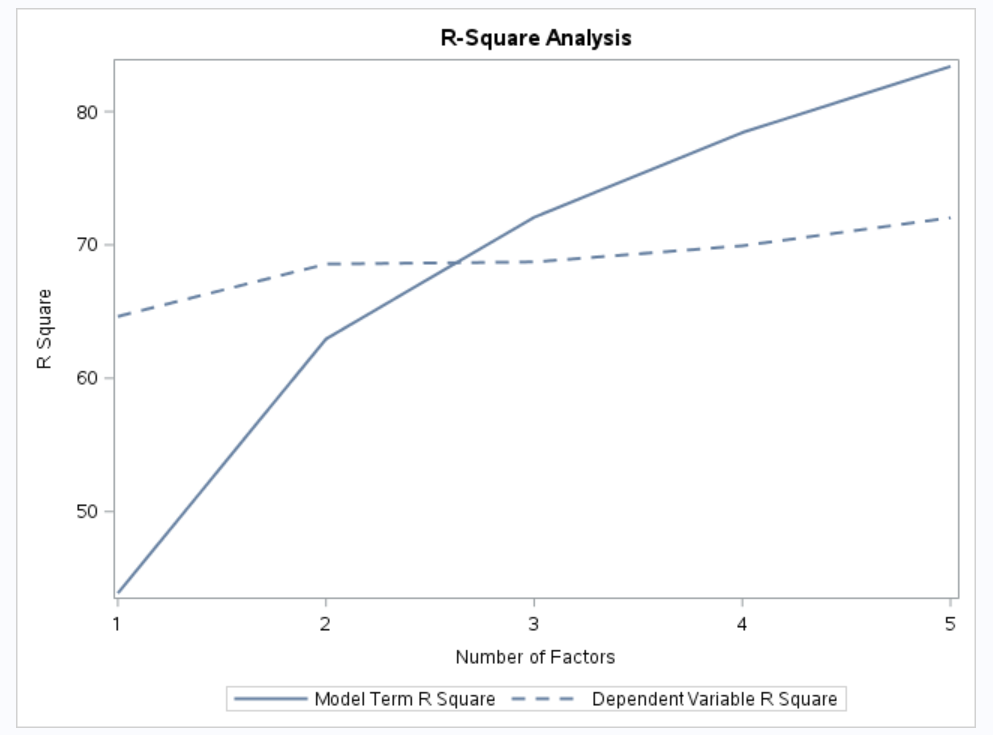 R-Square Analysis
80
70
60
50
R Square
1 2 3 4 5
Number of Factors
Model Term R Square Dependent Variable R Square